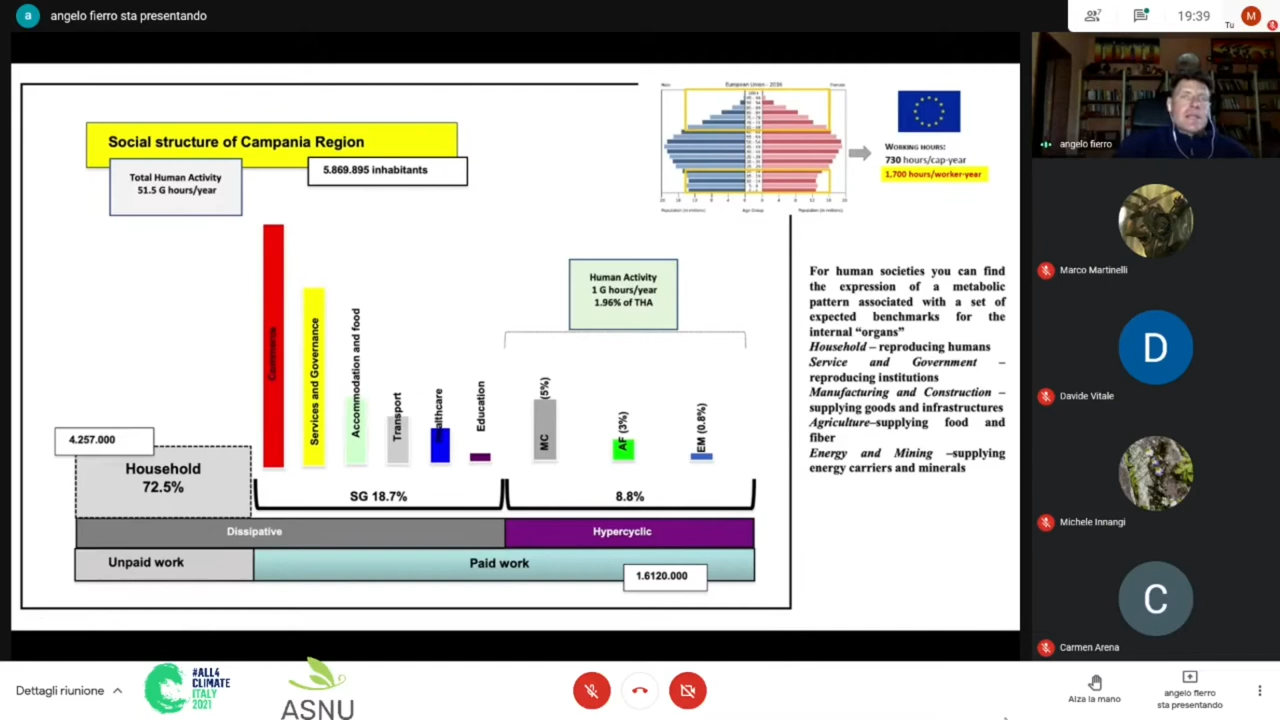 a
angelo fierro sta presentando
7
19:39
Tu
M
Social structure of Campania Region
Total Human Activity
51.5 G hours/year
5.869.895 inhabitants
European Union - 2016
WORKING HOURS:
730 hours/cap-year
1.700 hours/worker-year
Human Activity
1 G hours/year
1.96% of THA
For human societies you can find
the expression of a metabolic
pattern associated with a set of
expected benchmarks for the
internal “organs”
Household – reproducing humans
Service and Government –
reproducing institutions
Manufacturing and Construction –
supplying goods and infrastructures
Agriculture–supplying food and
fiber
Energy and Mining –supplying
energy carriers and minerals
Commerce
Services and Governance
Accommodation and food
Transport
Education
MC (5%)
AF (3%)
EM (0.8%)
4.257.000
Household
72.5%
SG 18.7%
8.8%
Dissipative
Hypercyclic
Unpaid work
Paid work
1.6120.000
angelo fierro
Marco Martinelli
D
Davide Vitale
Michele Innangi
C
Carmen Arena
Dettagli riunione
#ALL4
CLIMATE
ITALY
2021
ASNU
Alza la mano
angelo fierro
sta presentando